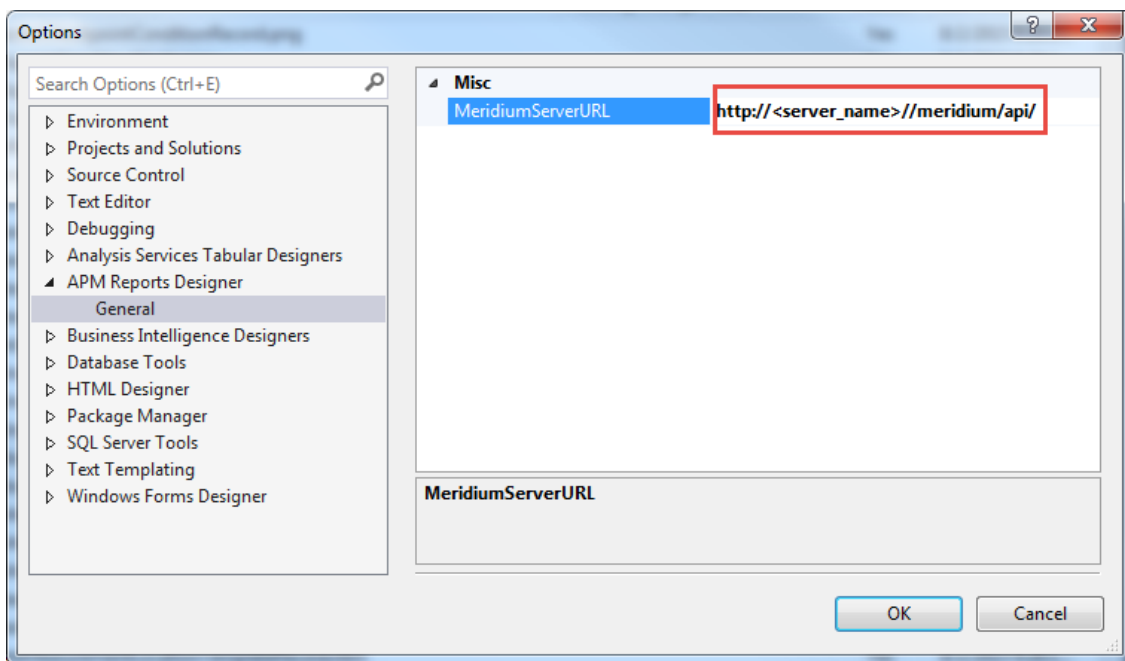 Options
Search Options (Ctrl+E)
Environment
Projects and Solutions
Source Control
Text Editor
Debugging
Analysis Services Tabular Designers
APM Reports Designer
General
Business Intelligence Designers
Database Tools
HTML Designer
Package Manager
SQL Server Tools
Text Templating
Windows Forms Designer
Misc
MeridiumServerURL http://<server_name>//meridium/api/
MeridiumServerURL
OK Cancel